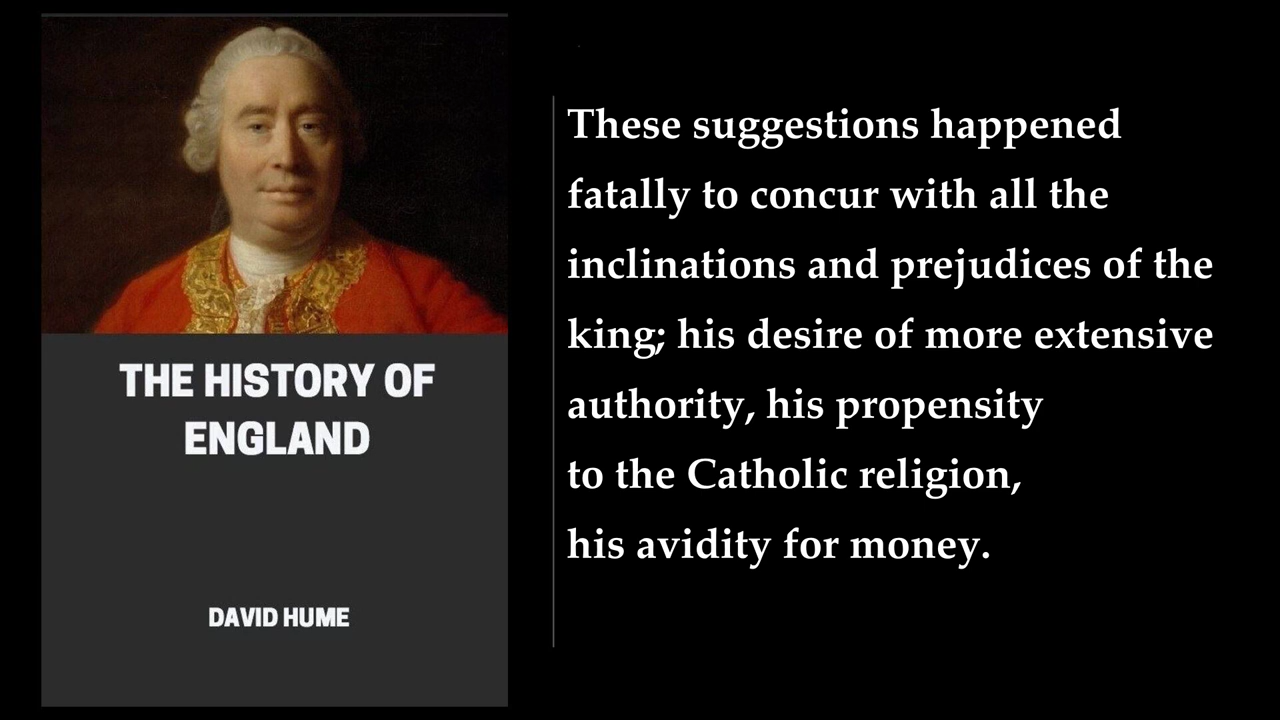 THE HISTORY OF
ENGLAND
DAVID HUME
These suggestions happened
fatally to concur with all the
inclinations and prejudices of the
king; his desire of more extensive
authority, his propensity
to the Catholic religion,
his avidity for money.